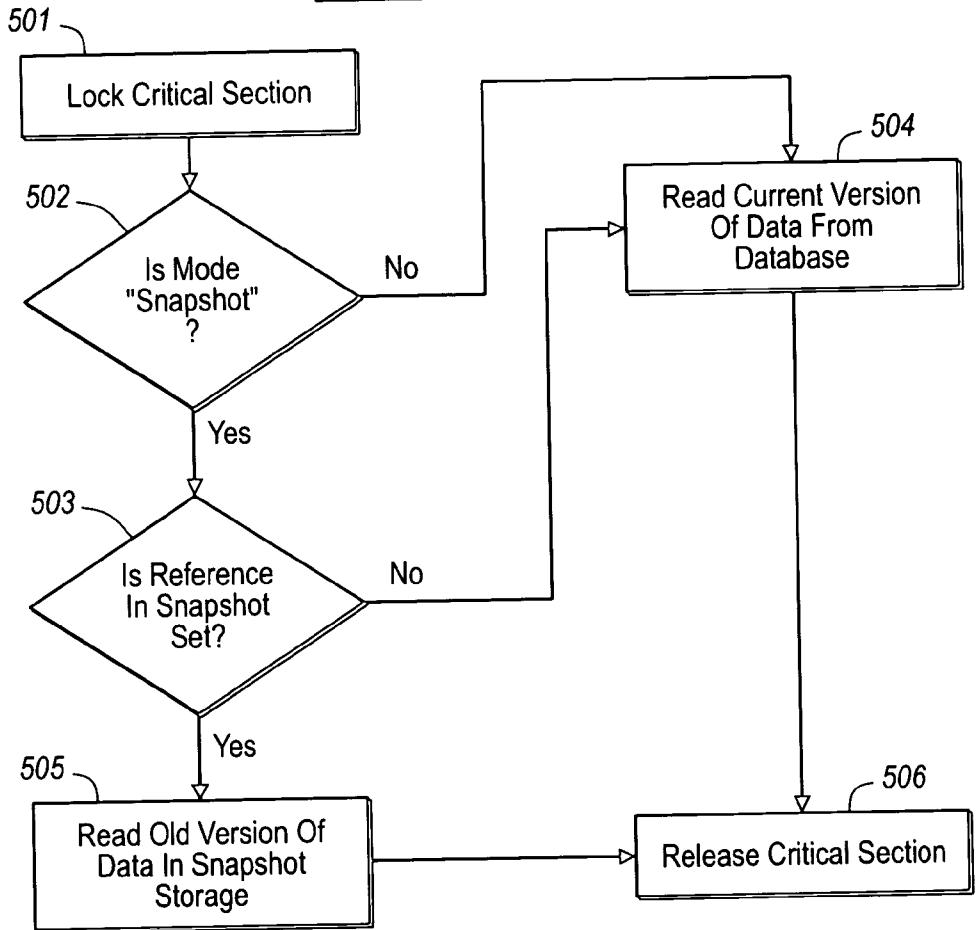 501
Lock Critical Section
502
Is Mode
"Snapshot"
?
No
Yes
503
Is Reference
In Snapshot
Set?
No
Yes
504
Read Current Version
Of Data From
Database
505
Read Old Version Of
Data In Snapshot
Storage
506
Release Critical Section